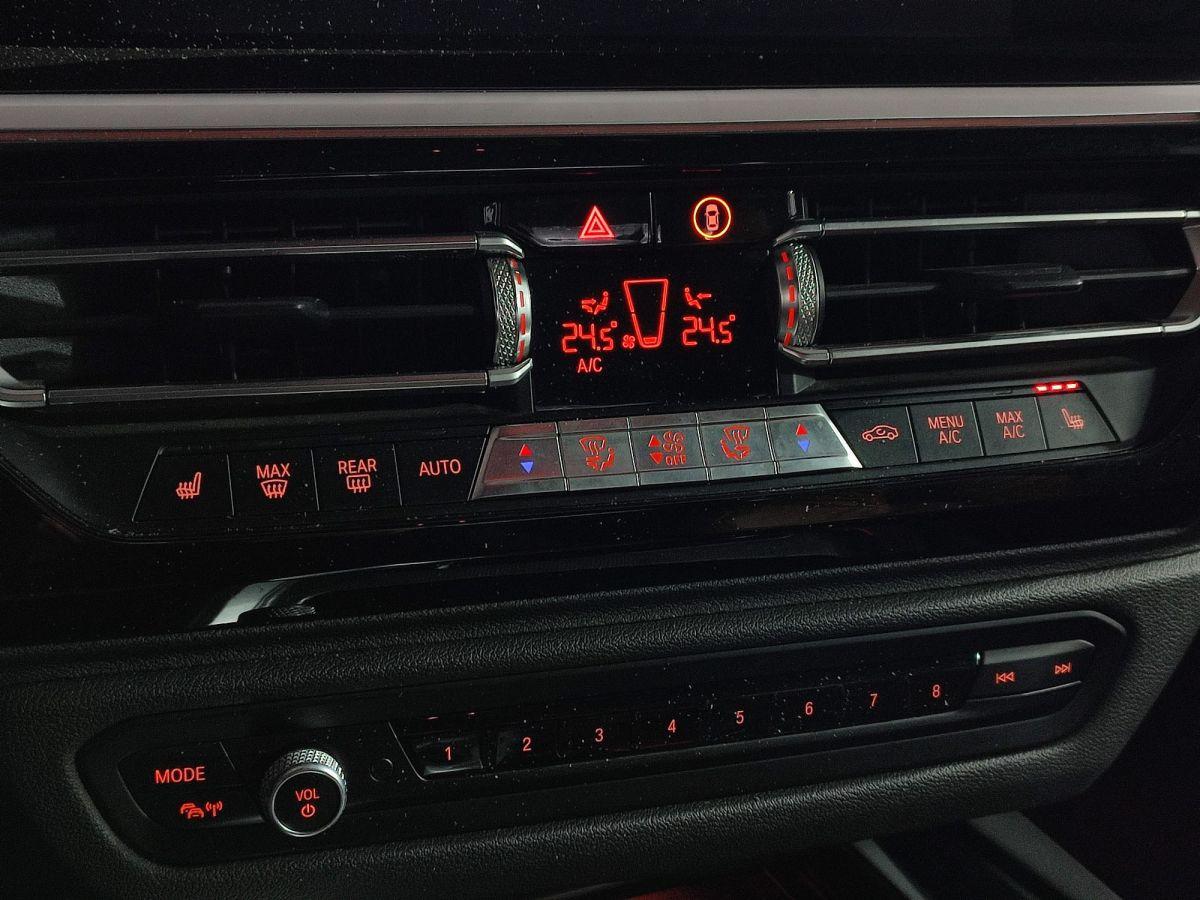 24.5° 24.5°
A/C
MAX
REAR
AUTO
OFF
MENU
A/C
MAX
A/C
1 2 3 4 5 6 7 8
MODE
VOL